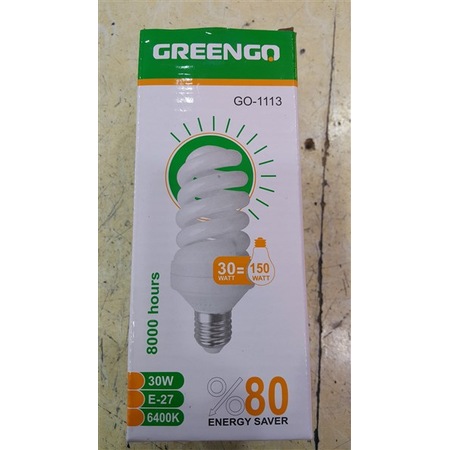 GREENGO
GO-1113
30= 150
WATT WATT
8000 hours
30W
E-27
6400K
%80
ENERGY SAVER